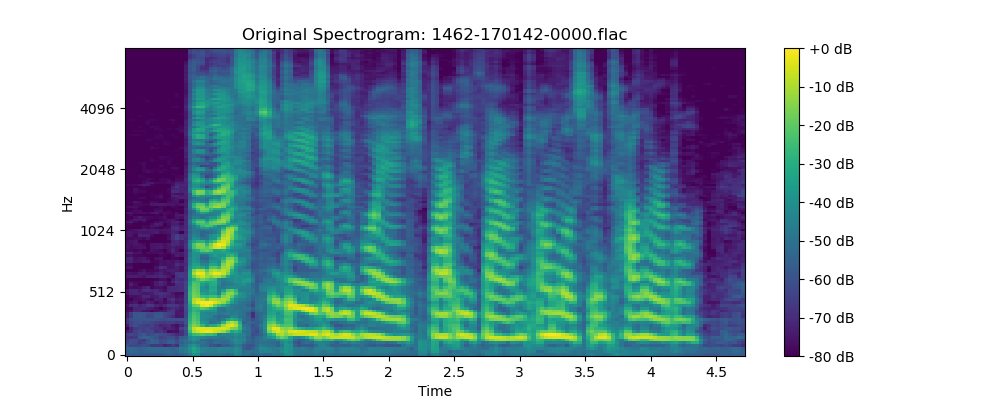 Original Spectrogram: 1462-170142-0000.flac
Hz
4096
2048
1024
512
0
0
0.5
1
1.5
2
2.5
3
3.5
4
4.5
Time
+0 dB
-10 dB
-20 dB
-30 dB
-40 dB
-50 dB
-60 dB
-70 dB
-80 dB